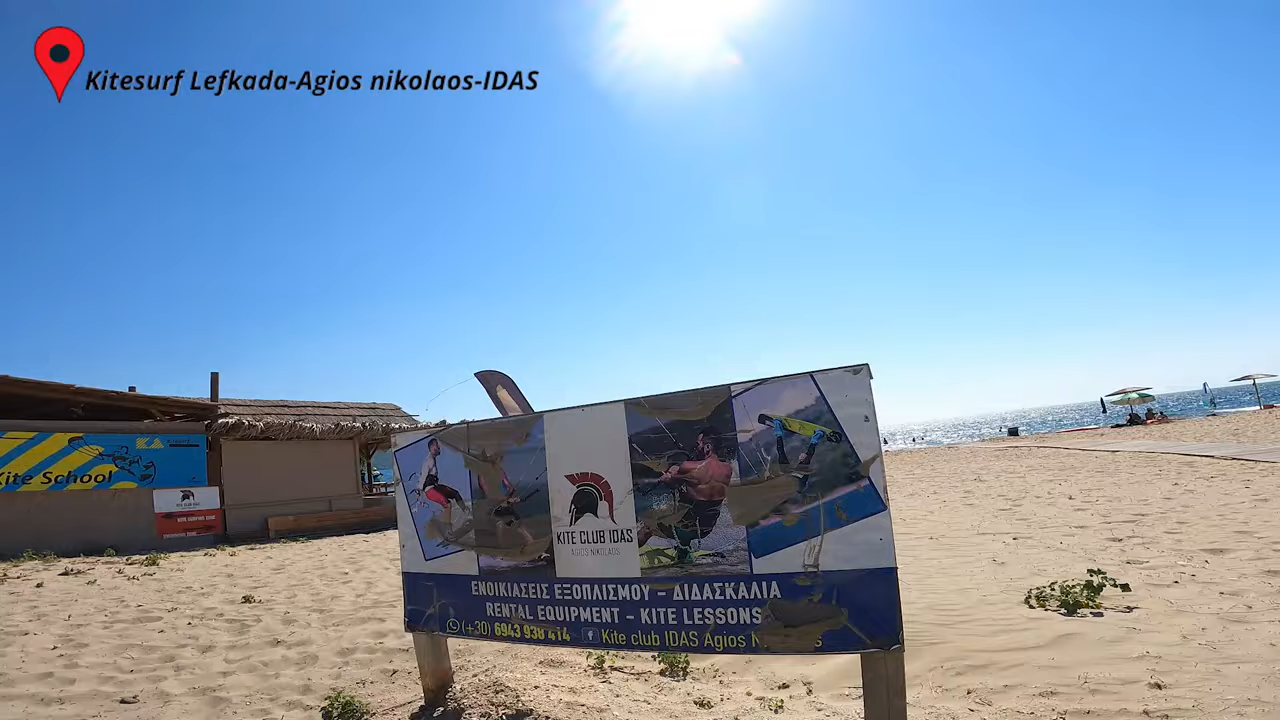 Kitesurf Lefkada-Agios nikolaos-IDAS
Kite School
KITE CLUB IDAS
AGIOS NIKOLAOS
ΕΝΟΙΚΙΑΣΕΙΣ ΕΞΟΠΛΙΣΜΟΥ - ΔΙΔΑΣΚΑΛΙΑ
RENTAL EQUIPMENT - KITE LESSONS
(+30) 6943 938 414 Kite club IDAS Agios